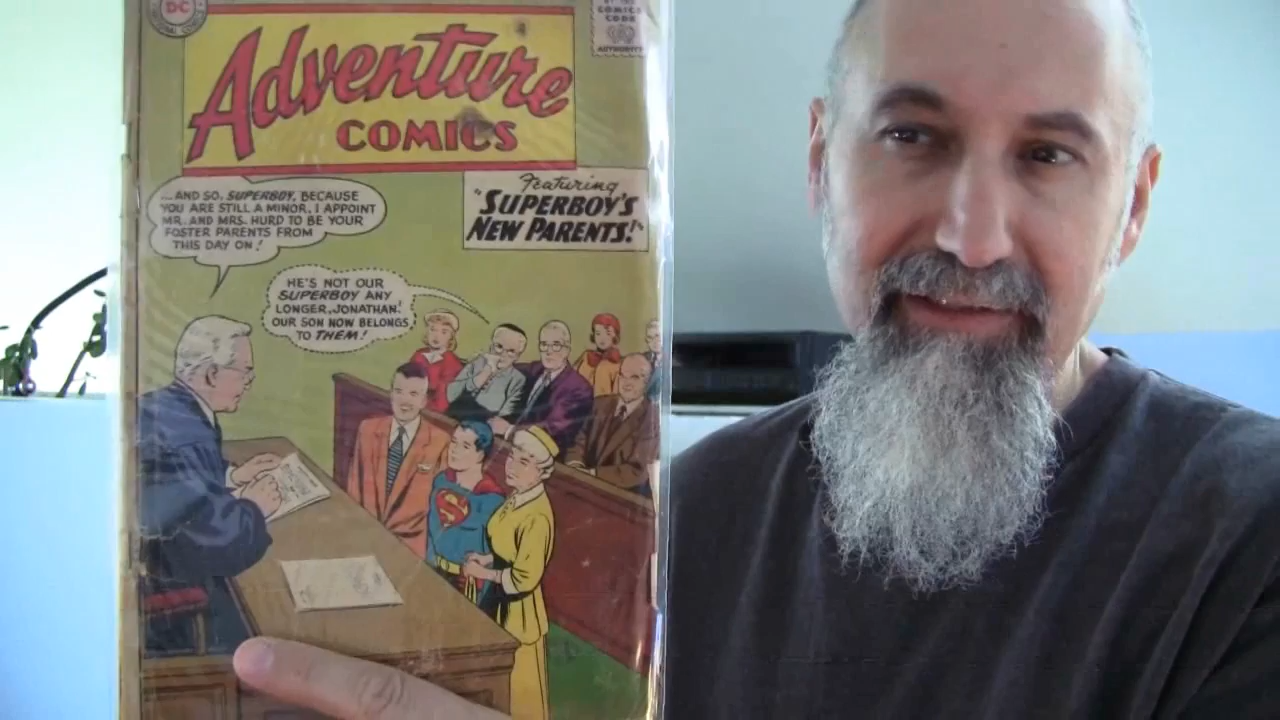 DC
COMICS
CODE
AUTHORITY
Adventure
COMICS
Featuring
"SUPERBOY'S
NEW PARENTS!"
...AND SO, SUPERBOY, BECAUSE
YOU ARE STILL A MINOR, I APPOINT
MR. AND MRS. HURD TO BE YOUR
FOSTER PARENTS FROM
THIS DAY ON!
HE'S NOT OUR
SUPERBOY ANY
LONGER, JONATHAN!
OUR SON NOW BELONGS
TO THEM!
S